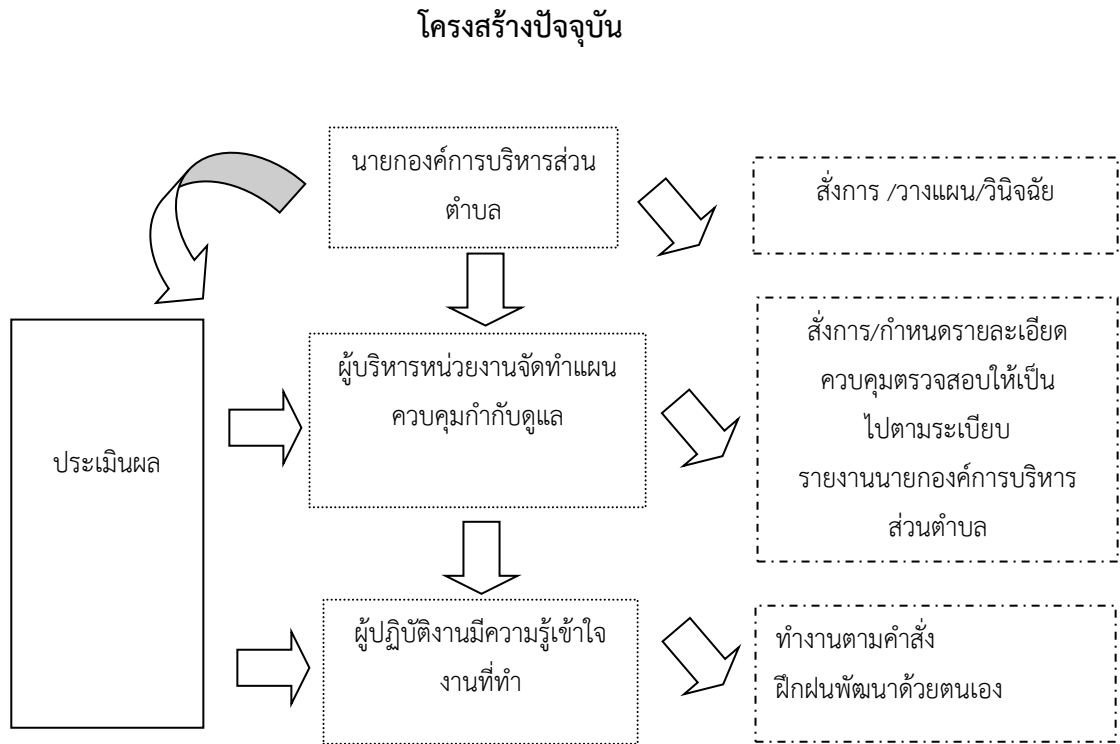 โครงสร้างปัจจุบัน
นายกองค์การบริหารส่วน
ตำบล
สั่งการ /วางแผน/วินิจฉัย
ประเมินผล
ผู้บริหารหน่วยงานจัดทำแผน
ควบคุมกำกับดูแล
สั่งการ/กำหนดรายละเอียด
ควบคุมตรวจสอบให้เป็น
ไปตามระเบียบ
รายงานนายกองค์การบริหาร
ส่วนตำบล
ผู้ปฏิบัติงานมีความรู้เข้าใจ
งานที่ทำ
ทำงานตามคำสั่ง
ฝึกฝนพัฒนาด้วยตนเอง